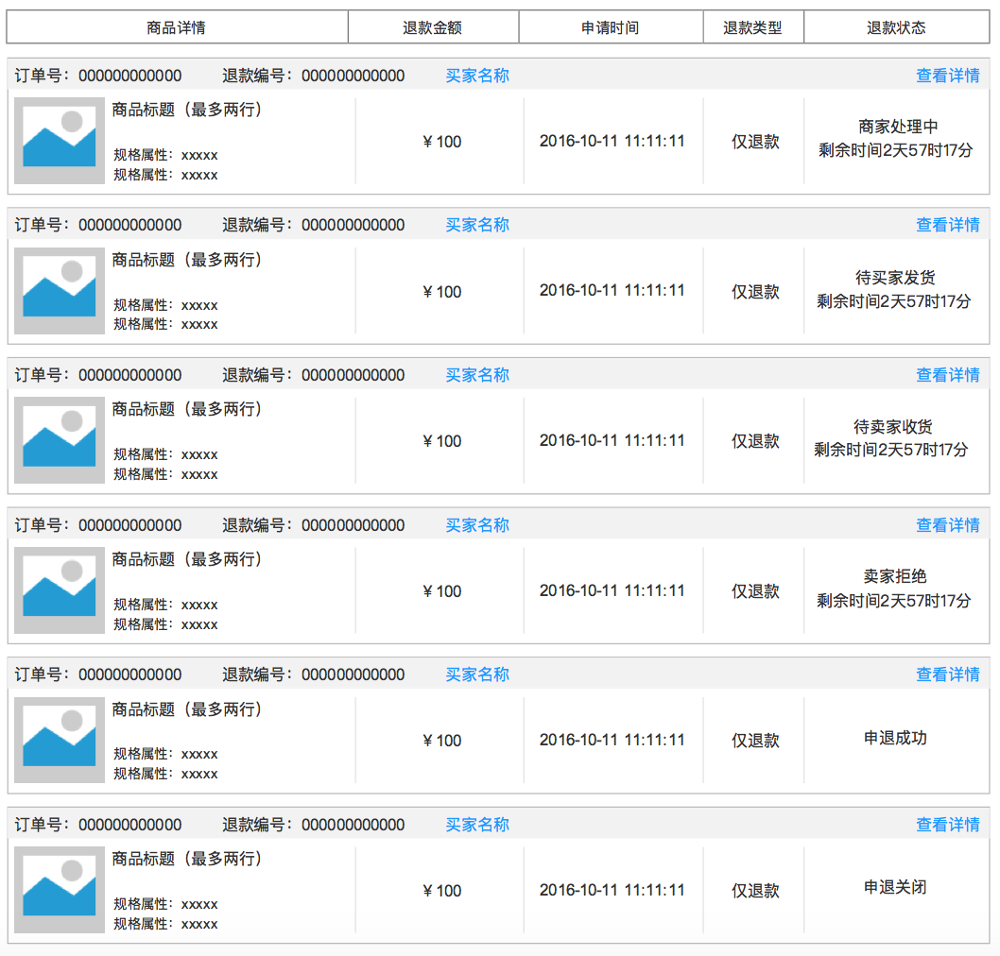 商品详情 退款金额 申请时间 退款类型 退款状态
订单号：000000000000 退款编号：000000000000 买家名称 查看详情
商品标题（最多两行）
规格属性：xxxxx
规格属性：xxxxx
¥ 100
2016-10-11 11:11:11
仅退款
商家处理中
剩余时间2天57时17分
订单号：000000000000 退款编号：000000000000 买家名称 查看详情
商品标题（最多两行）
规格属性：xxxxx
规格属性：xxxxx
¥ 100
2016-10-11 11:11:11
仅退款
待买家发货
剩余时间2天57时17分
订单号：000000000000 退款编号：000000000000 买家名称 查看详情
商品标题（最多两行）
规格属性：xxxxx
规格属性：xxxxx
¥ 100
2016-10-11 11:11:11
仅退款
待卖家收货
剩余时间2天57时17分
订单号：000000000000 退款编号：000000000000 买家名称 查看详情
商品标题（最多两行）
规格属性：xxxxx
规格属性：xxxxx
¥ 100
2016-10-11 11:11:11
仅退款
卖家拒绝
剩余时间2天57时17分
订单号：000000000000 退款编号：000000000000 买家名称 查看详情
商品标题（最多两行）
规格属性：xxxxx
规格属性：xxxxx
¥ 100
2016-10-11 11:11:11
仅退款
申退成功
订单号：000000000000 退款编号：000000000000 买家名称 查看详情
商品标题（最多两行）
规格属性：xxxxx
规格属性：xxxxx
¥ 100
2016-10-11 11:11:11
仅退款
申退关闭